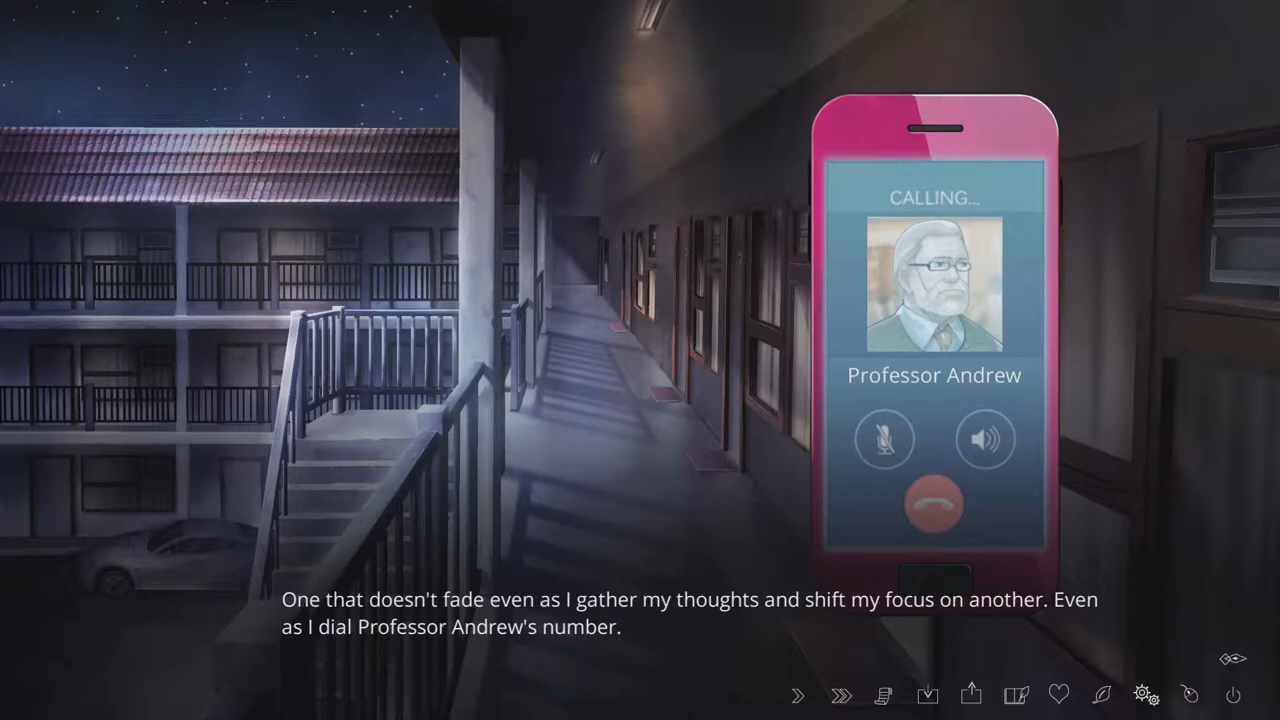 CALLING...
Professor Andrew
One that doesn't fade even as I gather my thoughts and shift my focus on another. Even
as I dial Professor Andrew's number.